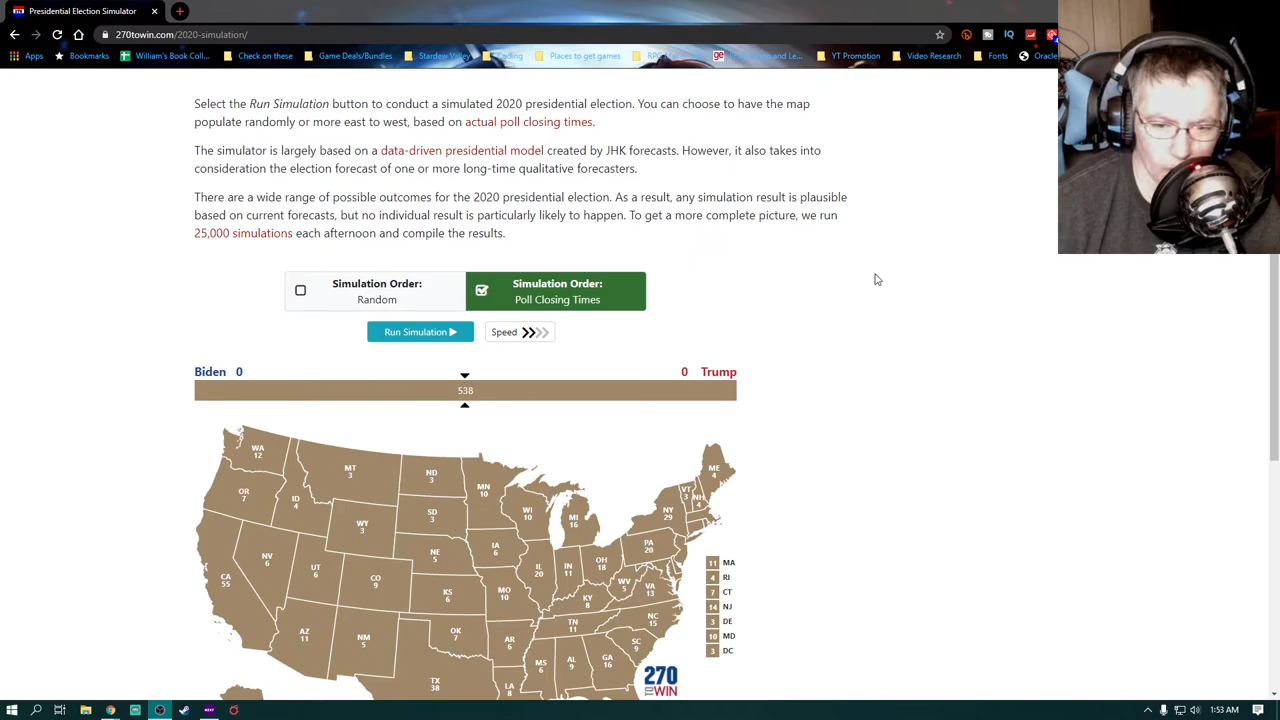 Presidential Election Simulator
270towin.com/2020-simulation/
Apps Bookmarks William's Book Coll... Check on these Game Deals/Bundles Stardew Valley Places to get games YT Promotion Video Research Fonts Oracle
Select the Run Simulation button to conduct a simulated 2020 presidential election. You can choose to have the map
populate randomly or more east to west, based on actual poll closing times.
The simulator is largely based on a data-driven presidential model created by JHK forecasts. However, it also takes into
consideration the election forecast of one or more long-time qualitative forecasters.
There are a wide range of possible outcomes for the 2020 presidential election. As a result, any simulation result is plausible
based on current forecasts, but no individual result is particularly likely to happen. To get a more complete picture, we run
25,000 simulations each afternoon and compile the results.
Simulation Order:
Random
Simulation Order:
Poll Closing Times
Run Simulation
Speed
Biden 0
0 Trump
538
WA
12
OR
7
CA
55
ID
4
NV
6
MT
3
WY
3
UT
6
AZ
11
CO
9
NM
5
ND
3
SD
3
NE
5
KS
6
OK
7
TX
38
MN
10
IA
6
MO
10
AR
6
LA
8
WI
10
IL
20
MS
6
MI
16
IN
11
KY
8
TN
11
AL
9
OH
18
WV
5
GA
16
PA
20
VA
13
NC
15
SC
9
NY
29
VT
3
NH
4
ME
4
11 MA
4 RI
7 CT
14 NJ
3 DE
10 MD
3 DC
270
TO WIN
1:53 AM